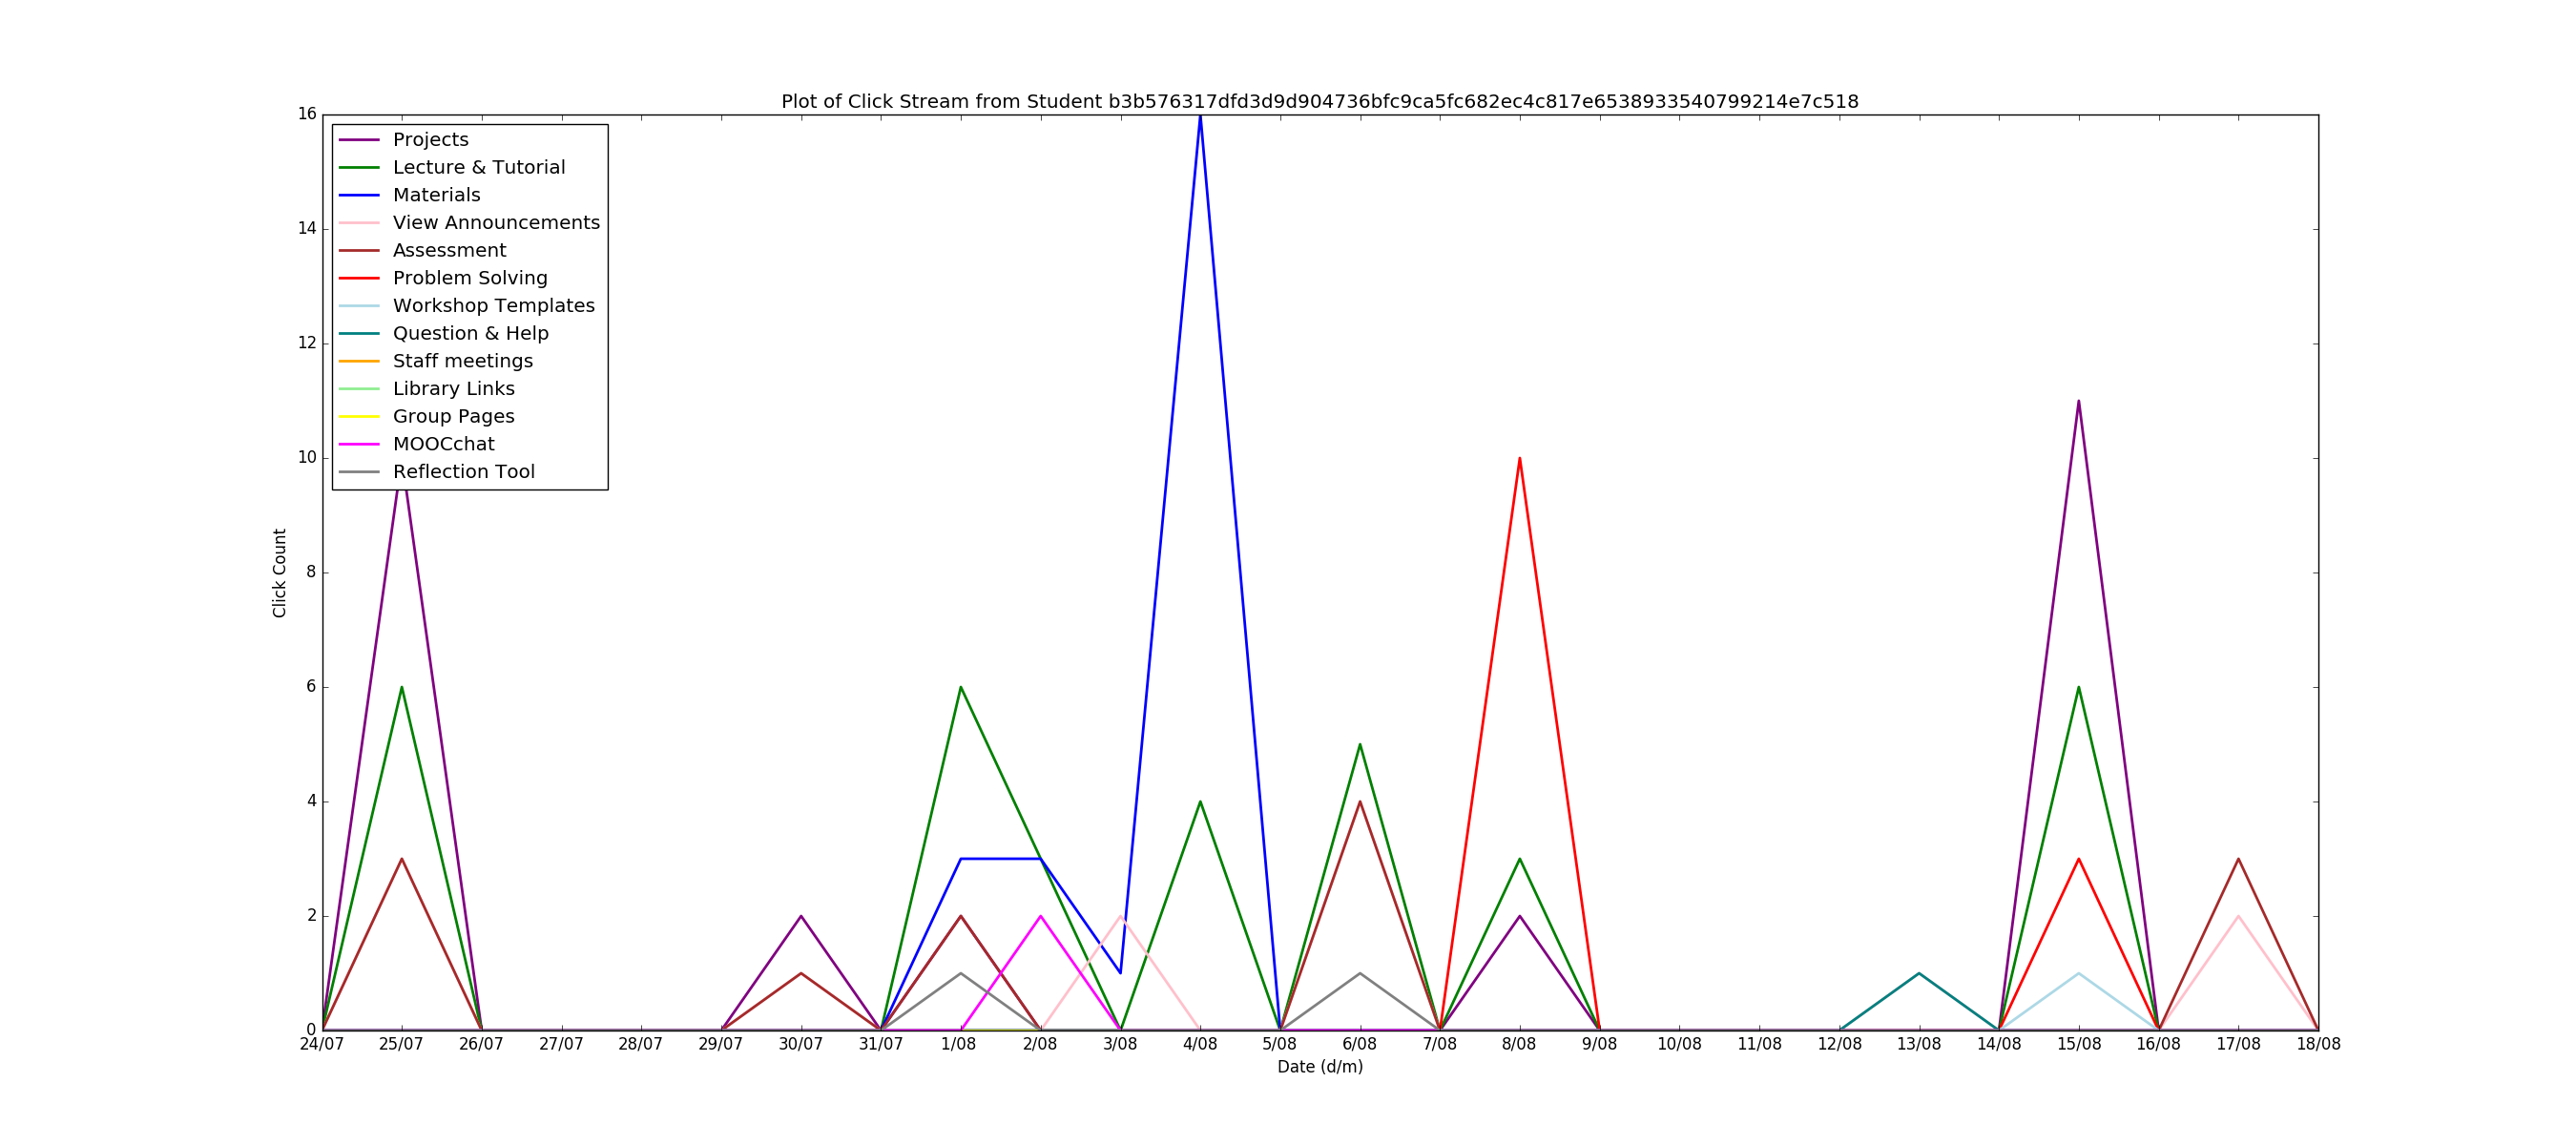 Plot of Click Stream from Student b3b576317dfd3d9d904736bfc9ca5fc682ec4c817e6538933540799214e7c518
16
14
12
10
8
6
4
2
0
Click Count
Projects
Lecture & Tutorial
Materials
View Announcements
Assessment
Problem Solving
Workshop Templates
Question & Help
Staff meetings
Library Links
Group Pages
MOOCchat
Reflection Tool
24/07 25/07 26/07 27/07 28/07 29/07 30/07 31/07 1/08 2/08 3/08 4/08 5/08 6/08 7/08 8/08 9/08 10/08 11/08 12/08 13/08 14/08 15/08 16/08 17/08 18/08
Date (d/m)